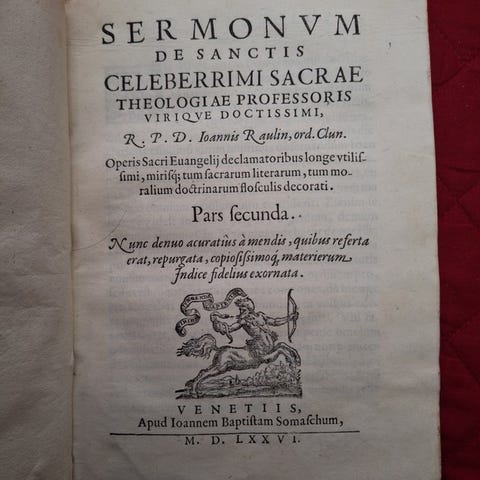 SERMONVM
DE SANCTIS
CELEBERRIMI SACRAE
THEOLOGIAE PROFESSORIS
VIRIQVE DOCTISSIMI,
R. P. D. Ioannis Raulin, ord. Clun.
Operis Sacri Euangelij declamatoribus longe vtilis-
simi, mirisq; tum sacrarum literarum, tum mo-
ralium doctrinarum flosculis decorati.
Pars secunda.
Nunc denuo acuratiùs à mendis, quibus referta
erat, repurgata, copiosissimoq; materierum
Indice fidelius exornata.
VENETIIS,
Apud Ioannem Baptistam Somaschum,
M. D. LXXVI.